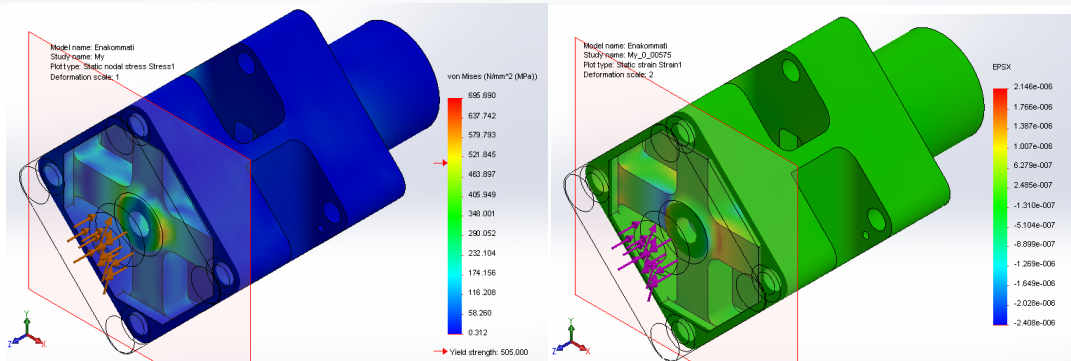 Model name: Enakommati
Study name: My
Plot type: Static nodal stress Stress1
Deformation scale: 1
von Mises (N/mm^2 (MPa))
695.690
637.742
579.793
521.845
463.897
405.949
348.001
290.052
232.104
174.156
116.208
58.260
0.312
Yield strength: 505.000
Y
Z
X
Model name: Enakommati
Study name: My_0_00575
Plot type: Static strain Strain1
Deformation scale: 2
EPSX
2.146e-006
1.766e-006
1.387e-006
1.007e-006
6.279e-007
2.485e-007
-1.310e-007
-5.104e-007
-8.899e-007
-1.269e-006
-1.649e-006
-2.028e-006
-2.408e-006
Y
Z
X